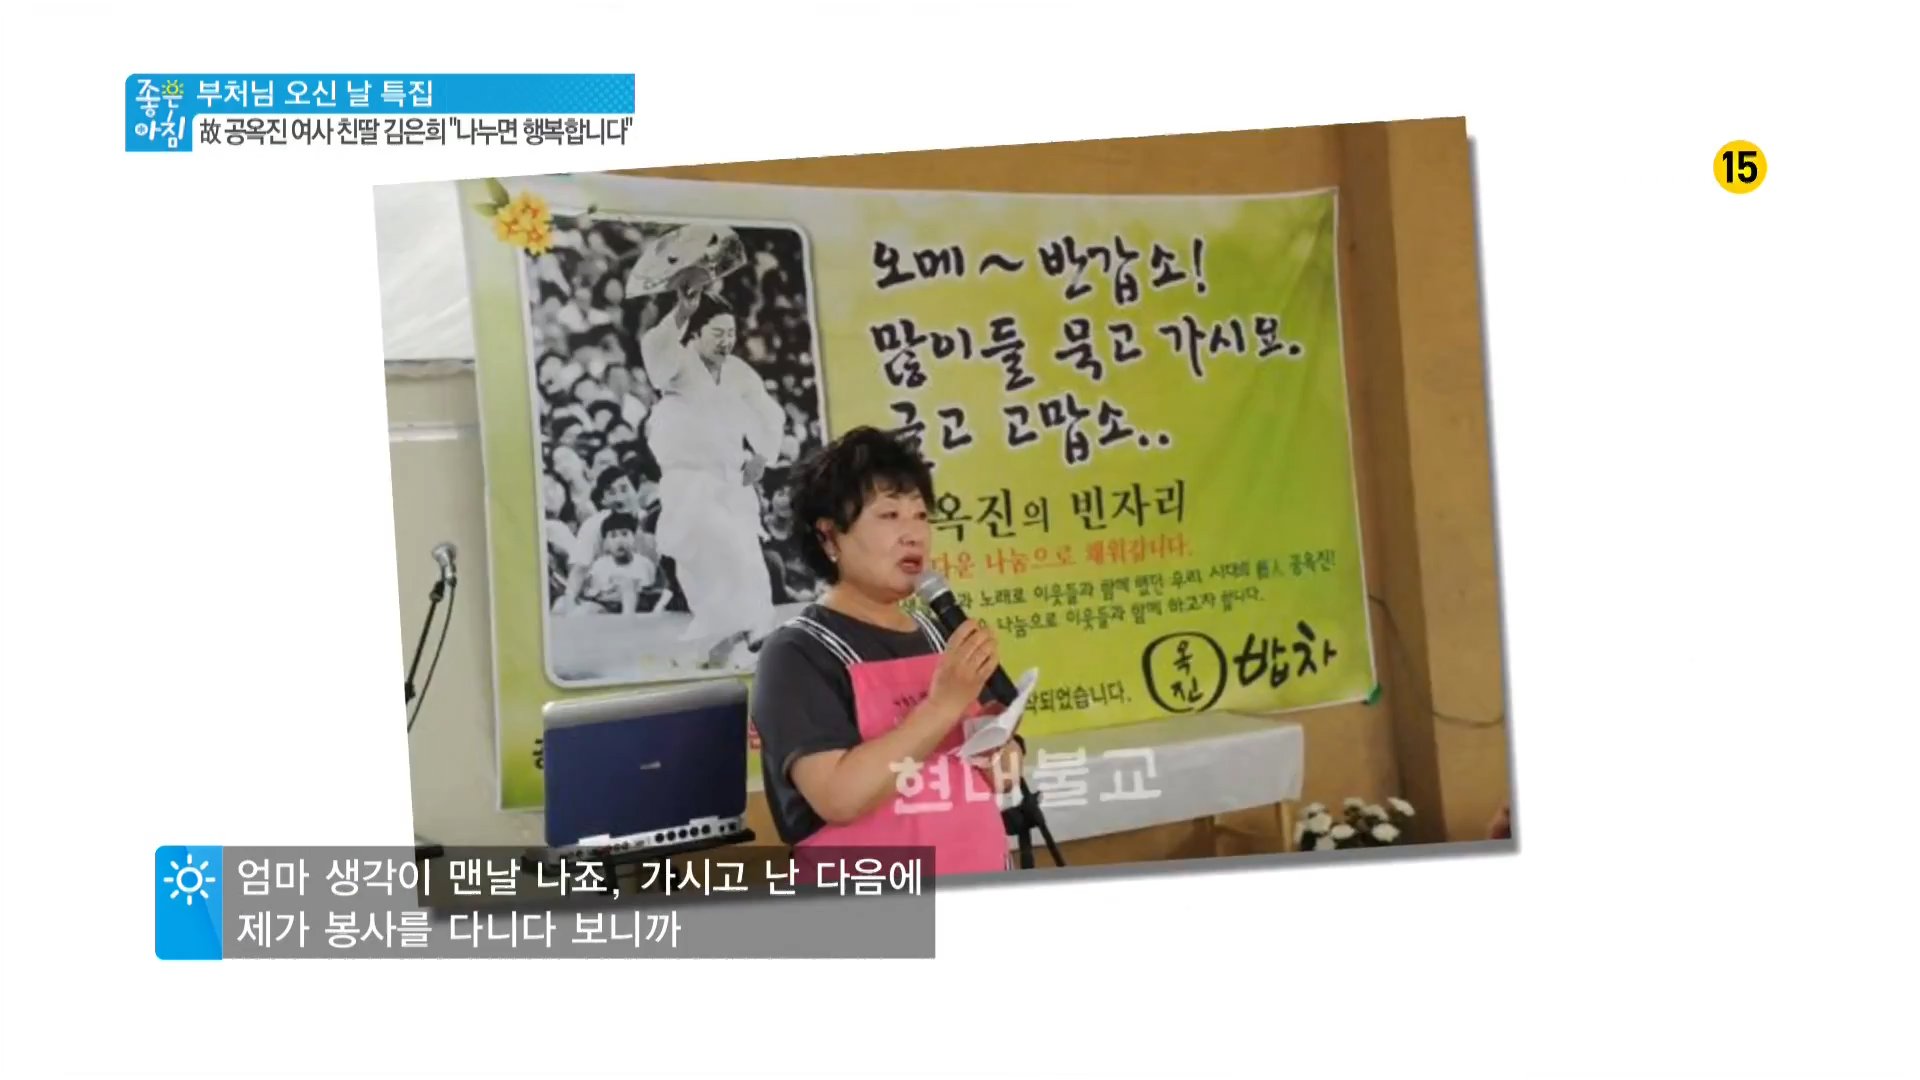 좋은
아침
부처님 오신 날 특집
故 공옥진 여사 친딸 김은희 "나누면 행복합니다"
15
오메~ 반갑소!
많이들 묵고 가시요.
고 고맙소..
옥진의 빈자리
다운 나눔으로 채워갑니다.
노래로 이웃들과 함께 했던 우리 시대의 광대 공옥진!
나눔으로 이웃들과 함께 하고자 합니다.
작되었습니다.
옥진 밥차
현대불교
엄마 생각이 맨날 나죠, 가시고 난 다음에
제가 봉사를 다니다 보니까